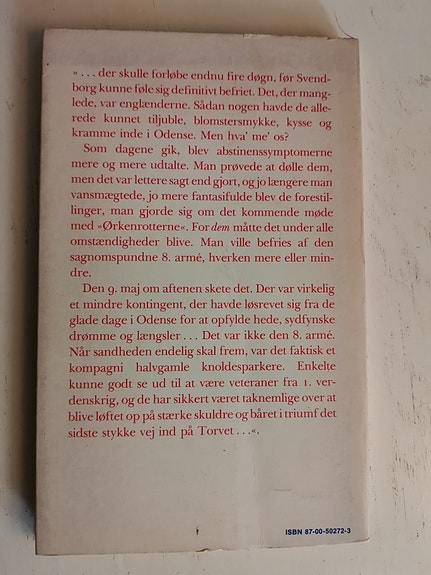 » . . . der skulle forløbe endnu fire døgn, før Svend-
borg kunne føle sig definitivt befriet. Det, der mang-
lede, var englænderne. Sådan nogen havde de alle-
rede kunnet tiljuble, blomstersmykke, kysse og
kramme inde i Odense. Men hva' me' os?
Som dagene gik, blev abstinenssymptomerne
mere og mere udtalte. Man prøvede at dølle dem,
men det var lettere sagt end gjort, og jo længere man
vansmægtede, jo mere fantasifulde blev de forestil-
linger, man gjorde sig om det kommende møde
med »Ørkenrotterne«. For dem måtte det under alle
omstændigheder blive. Man ville befries af den
sagnomspundne 8. armé, hverken mere eller min-
dre.
Den 9. maj om aftenen skete det. Der var virkelig
et mindre kontingent, der havde løsrevet sig fra de
glade dage i Odense for at opfylde hede, sydfynske
drømme og længsler . . . Det var ikke den 8. armé.
Når sandheden endelig skal frem, var det faktisk et
kompagni halvgamle knoldesparkere. Enkelte
kunne godt se ud til at være veteraner fra 1. ver-
denskrig, og de har sikkert været taknemlige over at
blive løftet op på stærke skuldre og båret i triumf det
sidste stykke vej ind på Torvet . . .«.
ISBN 87-00-50272-3